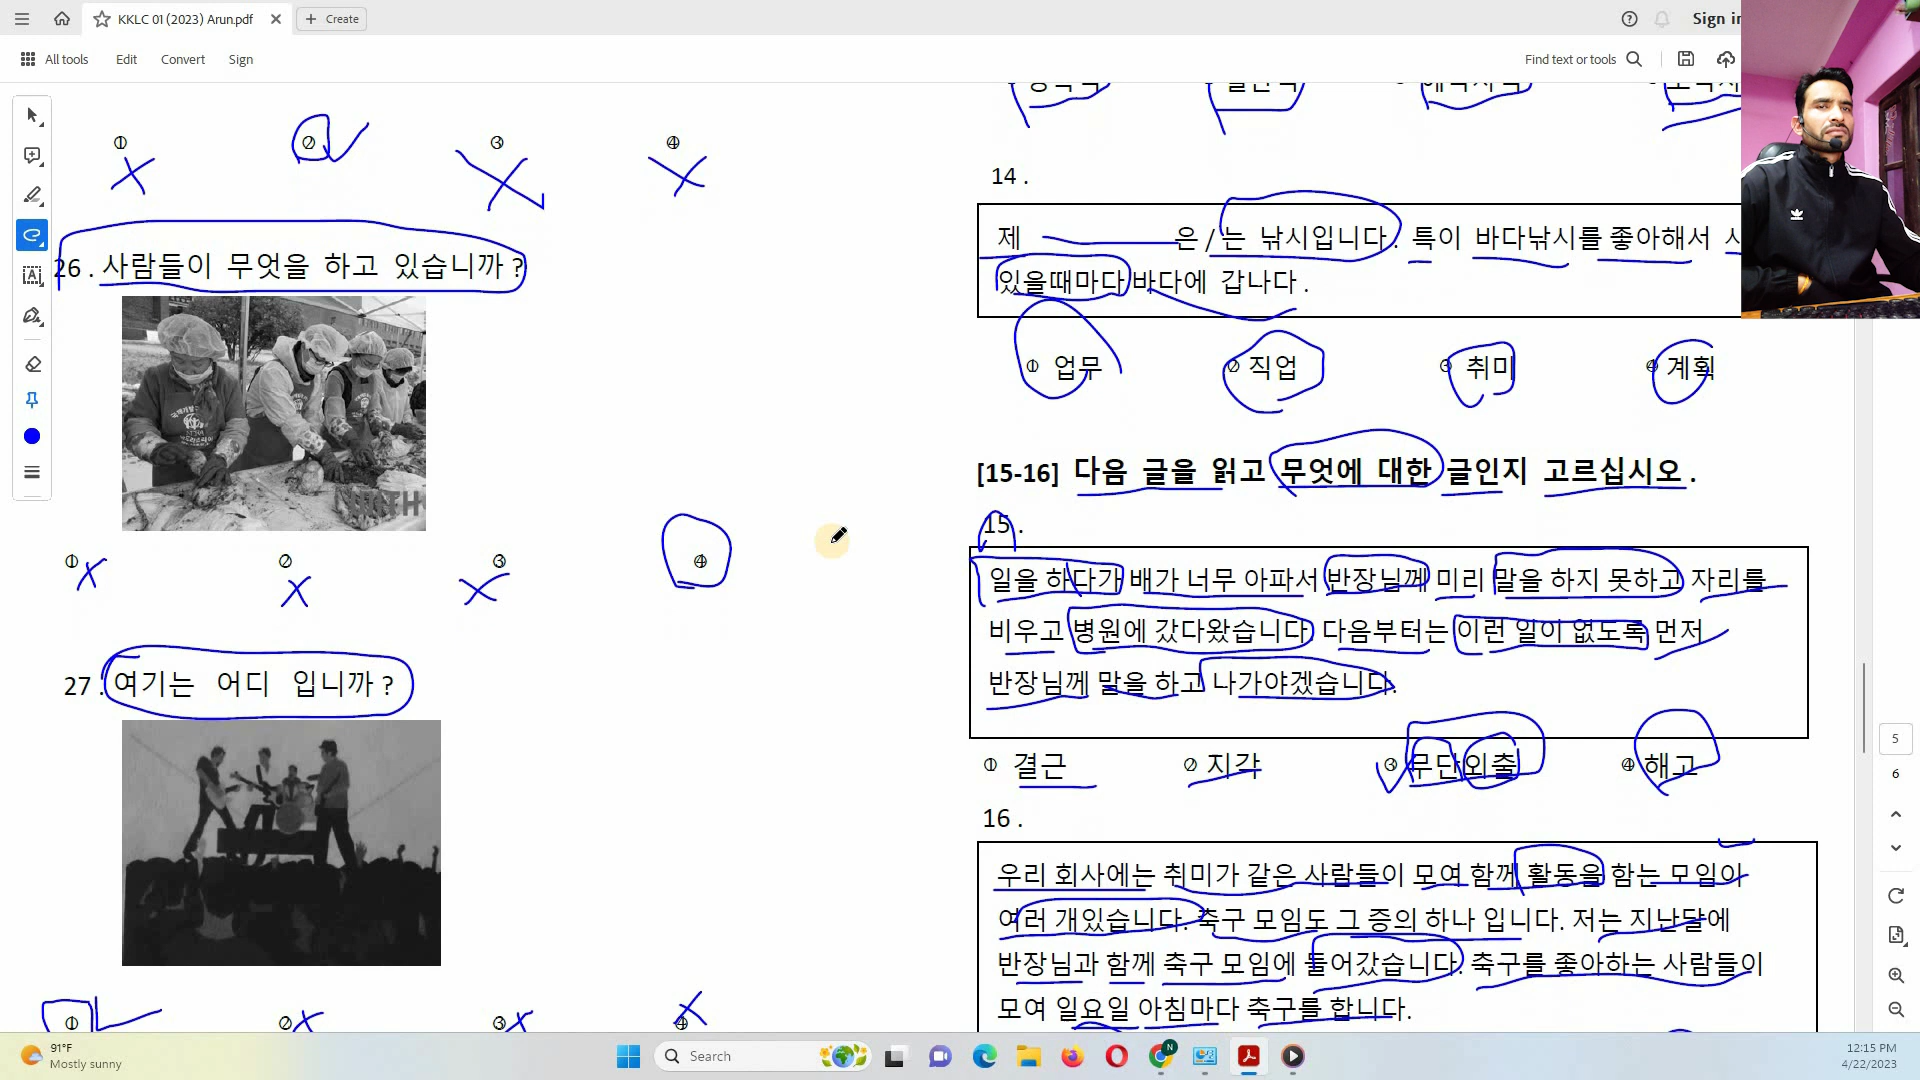 KKLC 01 (2023) Arun.pdf
Create
Sign in
All tools
Edit
Convert
Sign
Find text or tools
① ② ③ ④
26 . 사람들이 무엇을 하고 있습니까 ?
① ② ③ ④
27 . 여기는 어디 입니까 ?
① ② ③ ④
14 .
제 은 / 는 낚시입니다 . 특이 바다낚시를 좋아해서
있을때마다 바다에 갑나다 .
① 업무 ② 직업 ③ 취미 ④ 계획
[15-16] 다음 글을 읽고 무엇에 대한 글인지 고르십시오 .
15 .
일을 하다가 배가 너무 아파서 반장님께 미리 말을 하지 못하고 자리를
비우고 병원에 갔다왔습니다. 다음부터는 이런 일이 없도록 먼저
반장님께 말을 하고 나가야겠습니다.
① 결근 ② 지각 ③ 무단외출 ④ 해고
16 .
우리 회사에는 취미가 같은 사람들이 모여 함께 활동을 함는 모임이
여러 개있습니다. 축구 모임도 그 중의 하나 입니다. 저는 지난달에
반장님과 함께 축구 모임에 들어갔습니다. 축구를 좋아하는 사람들이
모여 일요일 아침마다 축구를 합니다.
5
6
91°F
Mostly sunny
Search
12:15 PM
4/22/2023